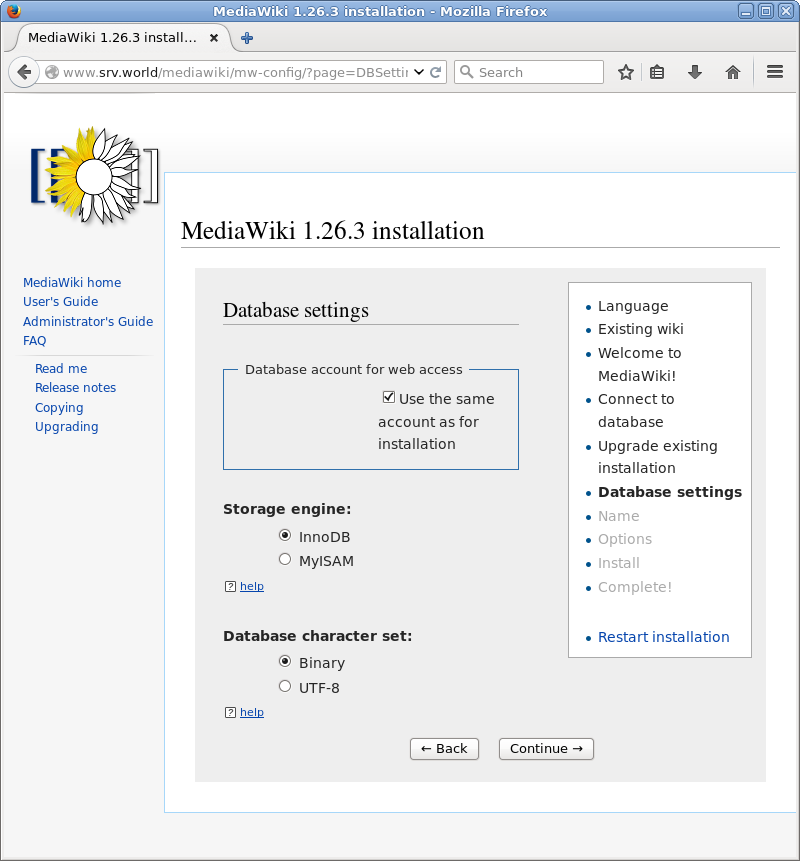 MediaWiki 1.26.3 installation - Mozilla Firefox
MediaWiki 1.26.3 install...
www.srv.world/mediawiki/mw-config/?page=DBSettin
Search
MediaWiki home
User's Guide
Administrator's Guide
FAQ
Read me
Release notes
Copying
Upgrading
MediaWiki 1.26.3 installation
Database settings
Database account for web access
Use the same
account as for
installation
Storage engine:
InnoDB
MyISAM
? help
Database character set:
Binary
UTF-8
? help
← Back
Continue →
Language
Existing wiki
Welcome to
MediaWiki!
Connect to
database
Upgrade existing
installation
Database settings
Name
Options
Install
Complete!
Restart installation